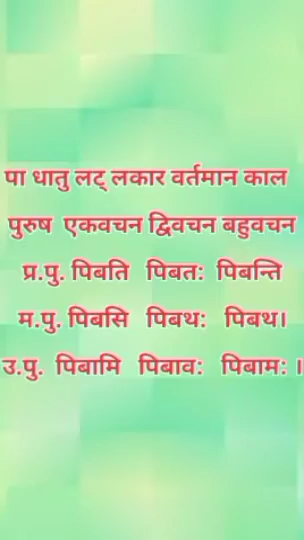 पा धातु लट् लकार वर्तमान काल
पुरुष एकवचन द्विवचन बहुवचन
प्र.पु. पिबति पिबत: पिबन्ति
म.पु. पिबसि पिबथ: पिबथ।
उ.पु. पिबामि पिबाव: पिबाम: ।